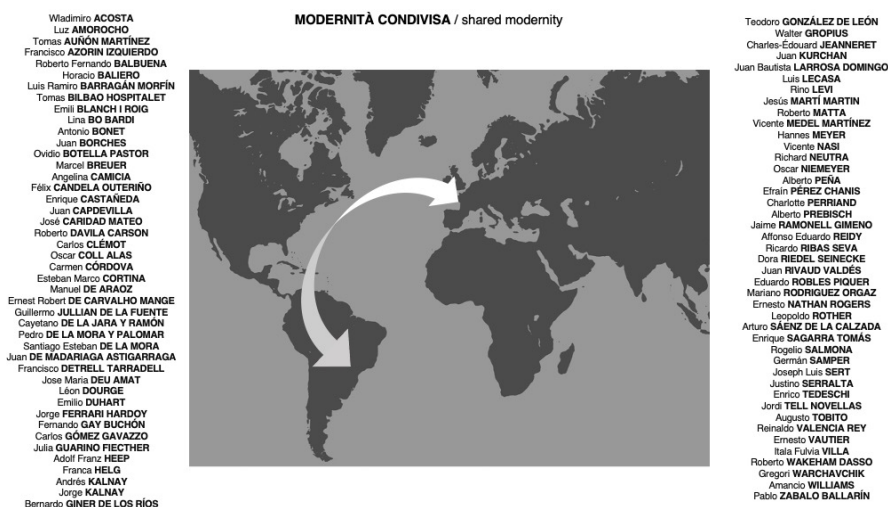 MODERNITÀ CONDIVISA / shared modernity
Wladimiro ACOSTA
Luz AMOROCHO
Tomas AUÑÓN MARTÍNEZ
Francisco AZORIN IZQUIERDO
Roberto Fernando BALBUENA
Horacio BALIERO
Luis Ramiro BARRAGÁN MORFÍN
Tomas BILBAO HOSPITALET
Emili BLANCH I ROIG
Lina BO BARDI
Antonio BONET
Juan BORCHES
Ovidio BOTELLA PASTOR
Marcel BREUER
Angelina CAMICIA
Félix CANDELA OUTERIÑO
Enrique CASTAÑEDA
Juan CAPDEVILLA
José CARIDAD MATEO
Roberto DAVILA CARSON
Carlos CLÉMOT
Oscar COLL ALAS
Carmen CÓRDOVA
Esteban Marco CORTINA
Manuel DE ARAOZ
Ernest Robert DE CARVALHO MANGE
Guillermo JULLIAN DE LA FUENTE
Cayetano DE LA JARA Y RAMÓN
Pedro DE LA MORA Y PALOMAR
Santiago Esteban DE LA MORA
Juan DE MADARIAGA ASTIGARRAGA
Francisco DETRELL TARRADELL
Jose Maria DEU AMAT
Léon DOURGE
Emilio DUHART
Jorge FERRARI HARDOY
Fernando GAY BUCHÓN
Carlos GÓMEZ GAVAZZO
Julia GUARINO FIECTHER
Adolf Franz HEEP
Franca HELG
Andrés KALNAY
Jorge KALNAY
Bernardo GINER DE LOS RÍOS
Teodoro GONZÁLEZ DE LEÓN
Walter GROPIUS
Charles-Édouard JEANNERET
Juan KURCHAN
Juan Bautista LARROSA DOMINGO
Luis LECASA
Rino LEVI
Jesús MARTÍ MARTIN
Roberto MATTA
Vicente MEDEL MARTÍNEZ
Hannes MEYER
Vicente NASI
Richard NEUTRA
Oscar NIEMEYER
Alberto PEÑA
Efraín PÉREZ CHANIS
Charlotte PERRIAND
Alberto PREBISCH
Jaime RAMONELL GIMENO
Affonso Eduardo REIDY
Ricardo RIBAS SEVA
Dora RIEDEL SEINECKE
Juan RIVAUD VALDÉS
Eduardo ROBLES PIQUER
Mariano RODRIGUEZ ORGAZ
Ernesto NATHAN ROGERS
Leopoldo ROTHER
Arturo SÁENZ DE LA CALZADA
Enrique SAGARRA TOMÁS
Rogelio SALMONA
Germán SAMPER
Joseph Luis SERT
Justino SERRALTA
Enrico TEDESCHI
Jordi TELL NOVELLAS
Augusto TOBITO
Reinaldo VALENCIA REY
Ernesto VAUTIER
Itala Fulvia VILLA
Roberto WAKEHAM DASSO
Gregori WARCHAVCHIK
Amancio WILLIAMS
Pablo ZABALO BALLARÍN